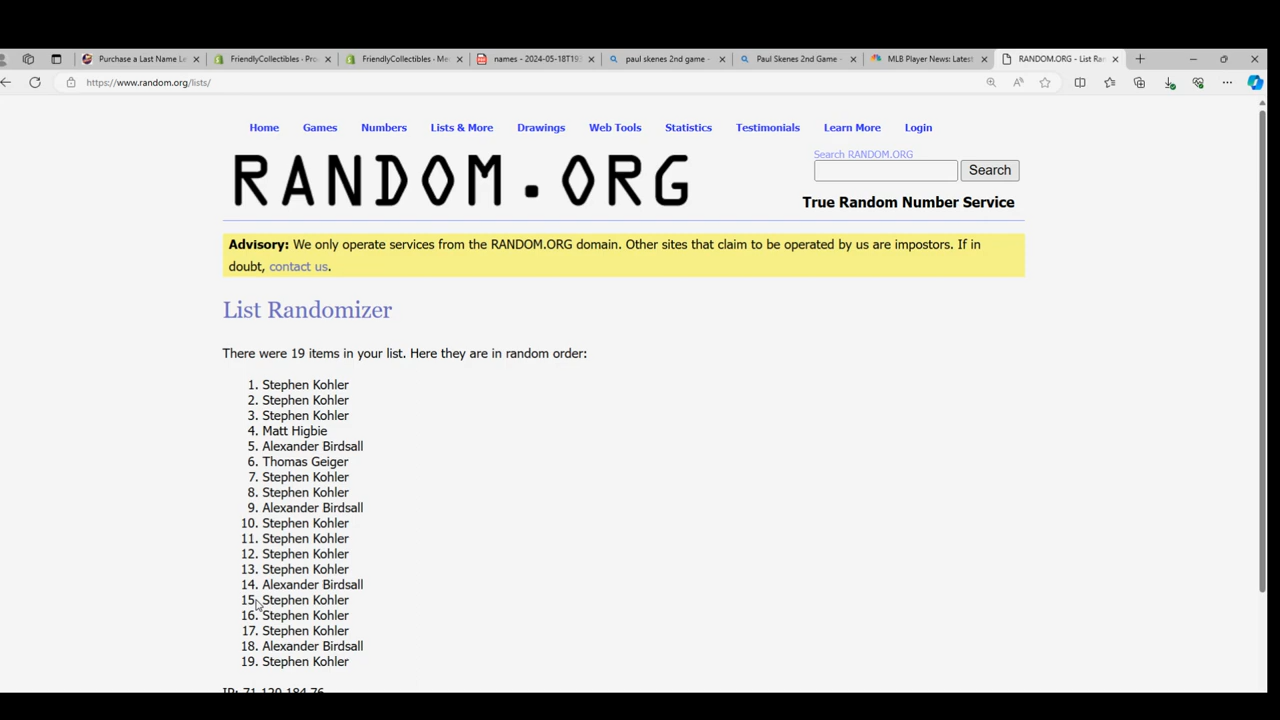 Purchase a Last Name Le
FriendlyCollectibles - Pro
FriendlyCollectibles - Me
names - 2024-05-18T193
paul skenes 2nd game -
Paul Skenes 2nd Game -
MLB Player News: Latest
RANDOM.ORG - List Ra
https://www.random.org/lists/
Home Games Numbers Lists & More Drawings Web Tools Statistics Testimonials Learn More Login
RANDOM.ORG
Search RANDOM.ORG
Search
True Random Number Service
Advisory: We only operate services from the RANDOM.ORG domain. Other sites that claim to be operated by us are impostors. If in
doubt, contact us.
List Randomizer
There were 19 items in your list. Here they are in random order:
1. Stephen Kohler
2. Stephen Kohler
3. Stephen Kohler
4. Matt Higbie
5. Alexander Birdsall
6. Thomas Geiger
7. Stephen Kohler
8. Stephen Kohler
9. Alexander Birdsall
10. Stephen Kohler
11. Stephen Kohler
12. Stephen Kohler
13. Stephen Kohler
14. Alexander Birdsall
15. Stephen Kohler
16. Stephen Kohler
17. Stephen Kohler
18. Alexander Birdsall
19. Stephen Kohler